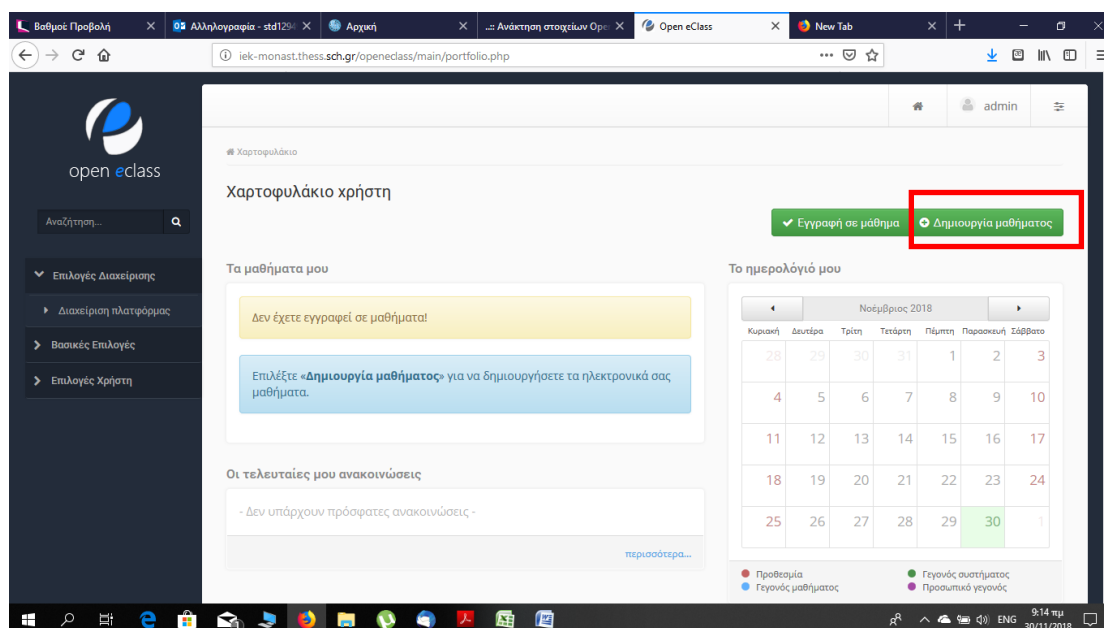 Βαθμοί Προβολή
Αλληλογραφία - std1294
Αρχική
..:: Ανάκτηση στοιχείων Ope
Open eClass
New Tab
iek-monast.thess.sch.gr/openeclass/main/portfolio.php
open eclass
admin
Χαρτοφυλάκιο
Χαρτοφυλάκιο χρήστη
Αναζήτηση...
Εγγραφή σε μάθημα
Δημιουργία μαθήματος
Επιλογές Διαχείρισης
Διαχείριση πλατφόρμας
Βασικές Επιλογές
Επιλογές Χρήστη
Τα μαθήματα μου
Δεν έχετε εγγραφεί σε μαθήματα!
Επιλέξτε «Δημιουργία μαθήματος» για να δημιουργήσετε τα ηλεκτρονικά σας
μαθήματα.
Οι τελευταίες μου ανακοινώσεις
- Δεν υπάρχουν πρόσφατες ανακοινώσεις -
περισσότερα...
Το ημερολόγιό μου
Νοέμβριος 2018
Κυριακή Δευτέρα Τρίτη Τετάρτη Πέμπτη Παρασκευή Σάββατο
28 29 30 31 1 2 3
4 5 6 7 8 9 10
11 12 13 14 15 16 17
18 19 20 21 22 23 24
25 26 27 28 29 30 1
Προθεσμία
Γεγονός συστήματος
Γεγονός μαθήματος
Προσωπικό γεγονός
ENG
9:14 πμ
30/11/2018